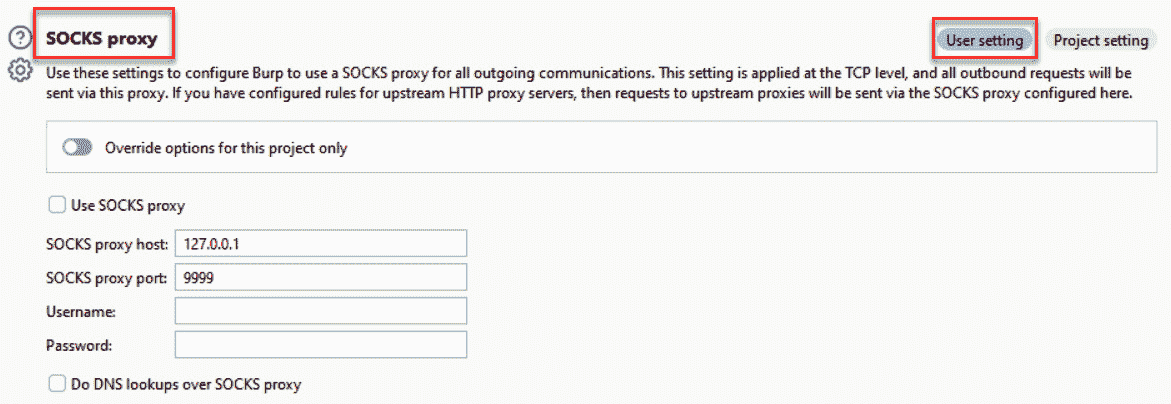 SOCKS proxy
User setting
Project setting
Use these settings to configure Burp to use a SOCKS proxy for all outgoing communications. This setting is applied at the TCP level, and all outbound requests will be
sent via this proxy. If you have configured rules for upstream HTTP proxy servers, then requests to upstream proxies will be sent via the SOCKS proxy configured here.
Override options for this project only
Use SOCKS proxy
SOCKS proxy host: 127.0.0.1
SOCKS proxy port: 9999
Username:
Password:
Do DNS lookups over SOCKS proxy